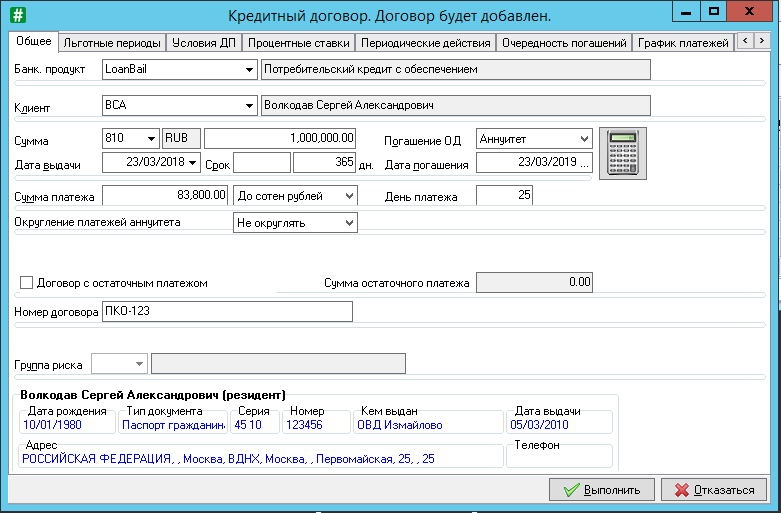 # Кредитный договор. Договор будет добавлен.
Общее Льготные периоды Условия ДП Процентные ставки Периодические действия Очередность погашений График платежей
Банк. продукт LoanBail Потребительский кредит с обеспечением
Клиент ВСА Волкодав Сергей Александрович
Сумма 810 RUB 1,000,000.00 Погашение ОД Аннуитет
Дата выдачи 23/03/2018 Срок 365 дн. Дата погашения 23/03/2019 ...
Сумма платежа 83,800.00 До сотен рублей День платежа 25
Округление платежей аннуитета Не округлять
Договор с остаточным платежом Сумма остаточного платежа 0.00
Номер договора ПКО-123
Группа риска
Волкодав Сергей Александрович (резидент)
Дата рождения Тип документа Серия Номер Кем выдан Дата выдачи
10/01/1980 Паспорт гражданин. 45 10 123456 ОВД Измайлово 05/03/2010
Адрес Телефон
РОССИЙСКАЯ ФЕДЕРАЦИЯ, , Москва, ВДНХ, Москва, , Первомайская, 25, , 25
Выполнить Отказаться